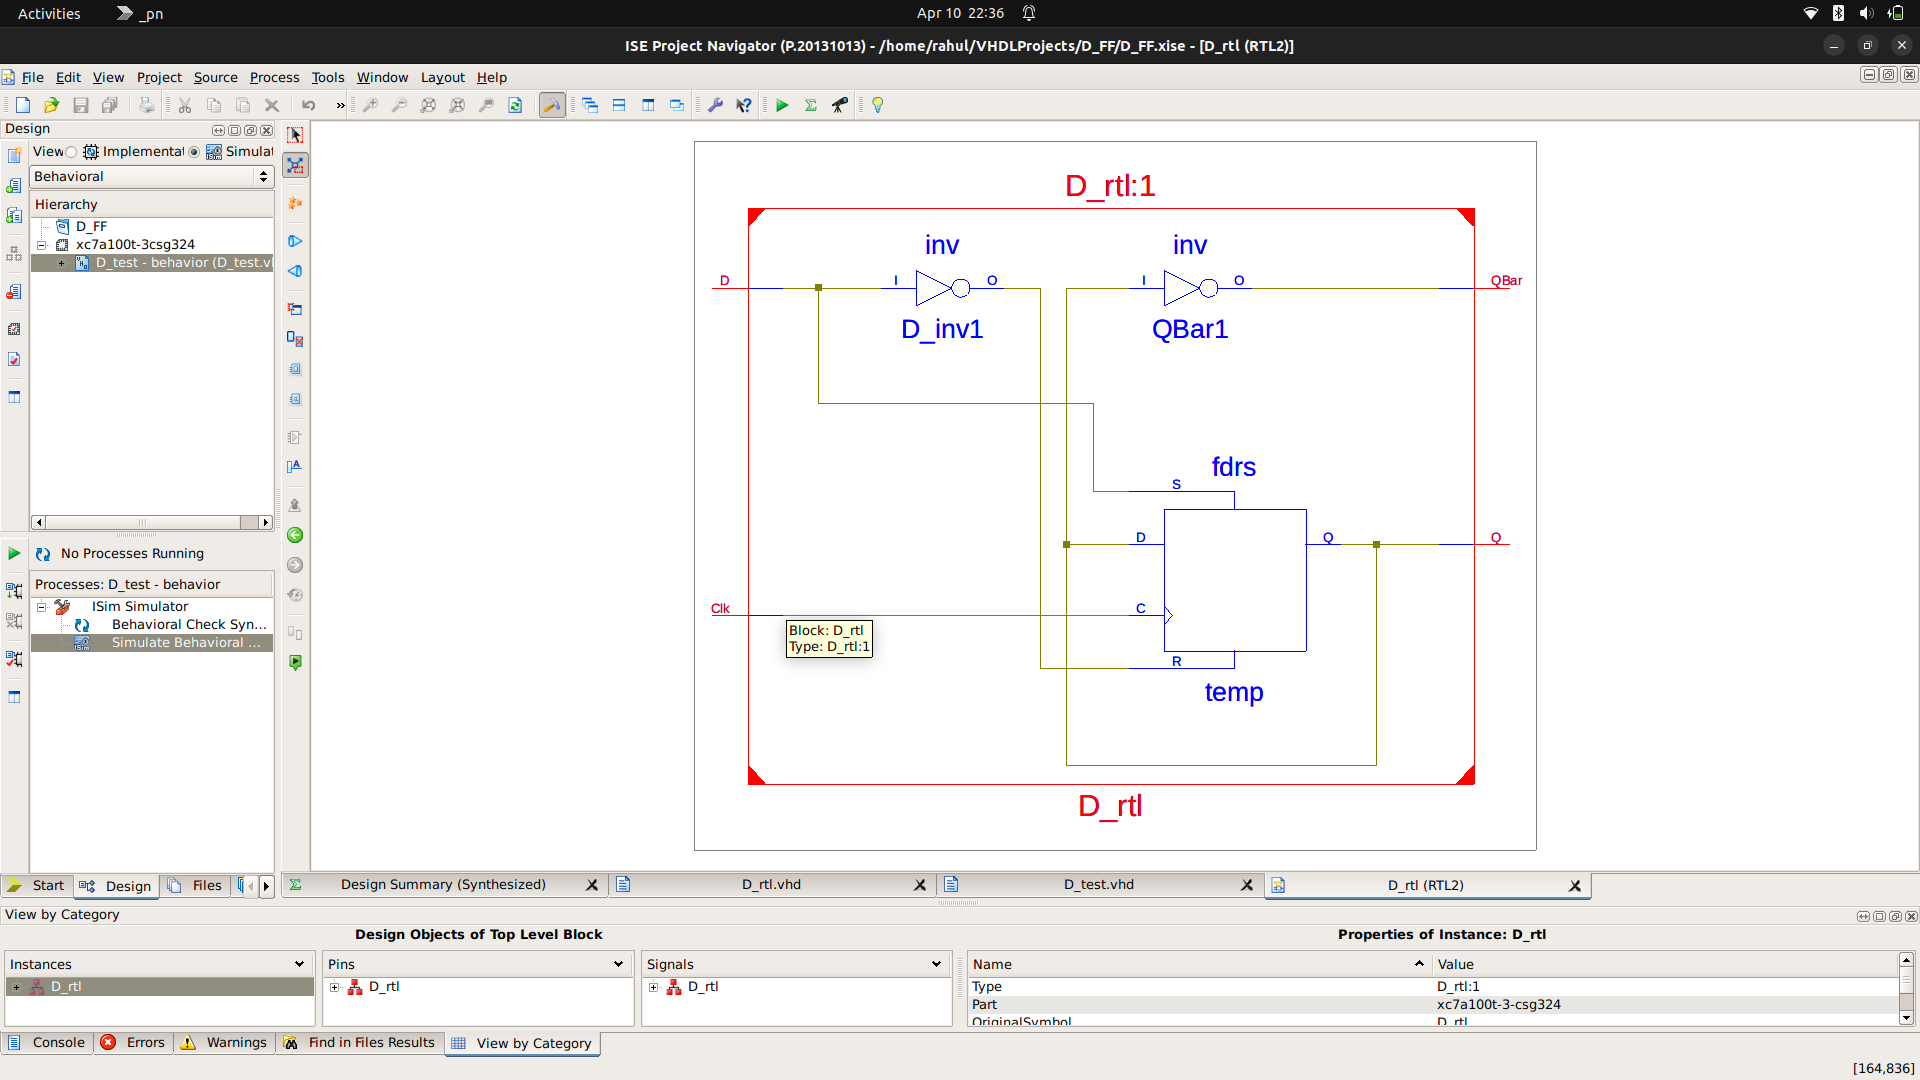 Activities
_pn
Apr 10 22:36
ISE Project Navigator (P.20131013) - /home/rahul/VHDLProjects/D_FF/D_FF.xise - [D_rtl (RTL2)]
File Edit View Project Source Process Tools Window Layout Help
»
Design
View Implementat Simulat
Behavioral
Hierarchy
D_FF
xc7a100t-3csg324
D_test - behavior (D_test.vl
No Processes Running
Processes: D_test - behavior
ISim Simulator
Behavioral Check Syn...
Simulate Behavioral ...
Start Design Files
D_rtl:1
inv inv
D I O I O QBar
D_inv1 QBar1
fdrs
S
D Q Q
Clk C
Block: D_rtl
Type: D_rtl:1
R
temp
D_rtl
Design Summary (Synthesized) D_rtl.vhd D_test.vhd D_rtl (RTL2)
View by Category
Design Objects of Top Level Block
Properties of Instance: D_rtl
Instances Pins Signals Name Value
D_rtl D_rtl D_rtl Type D_rtl:1
Part xc7a100t-3-csg324
OriginalSymbol D_rtl
Console Errors Warnings Find in Files Results View by Category
[164,836]